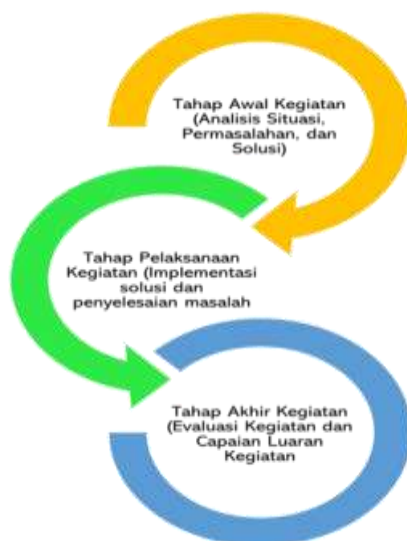 Tahap Awal Kegiatan
(Analisis Situasi,
Permasalahan, dan
Solusi)
Tahap Pelaksanaan
Kegiatan (Implementasi
solusi dan
penyelesaian masalah
Tahap Akhir Kegiatan
(Evaluasi Kegiatan dan
Capaian Luaran
Kegiatan